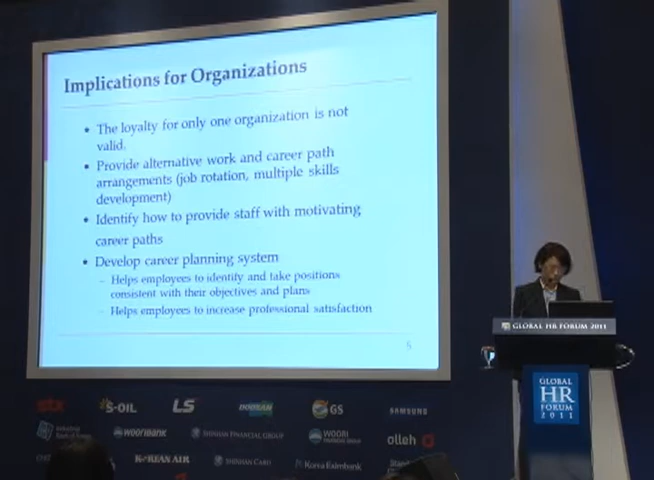 Implications for Organizations
• The loyalty for only one organization is not
valid.
• Provide alternative work and career path
arrangements (job rotation, multiple skills
development)
• Identify how to provide staff with motivating
career paths
• Develop career planning system
– Helps employees to identify and take positions
consistent with their objectives and plans
– Helps employees to increase professional satisfaction
5
GLOBAL HR FORUM 2011
GLOBAL
HR
FORUM
2011
stx S-OIL LS DOOSAN GS SAMSUNG
WOORI BANK SHINHAN FINANCIAL GROUP WOORI olleh
KOREAN AIR SHINHAN CARD Korea Eximbank